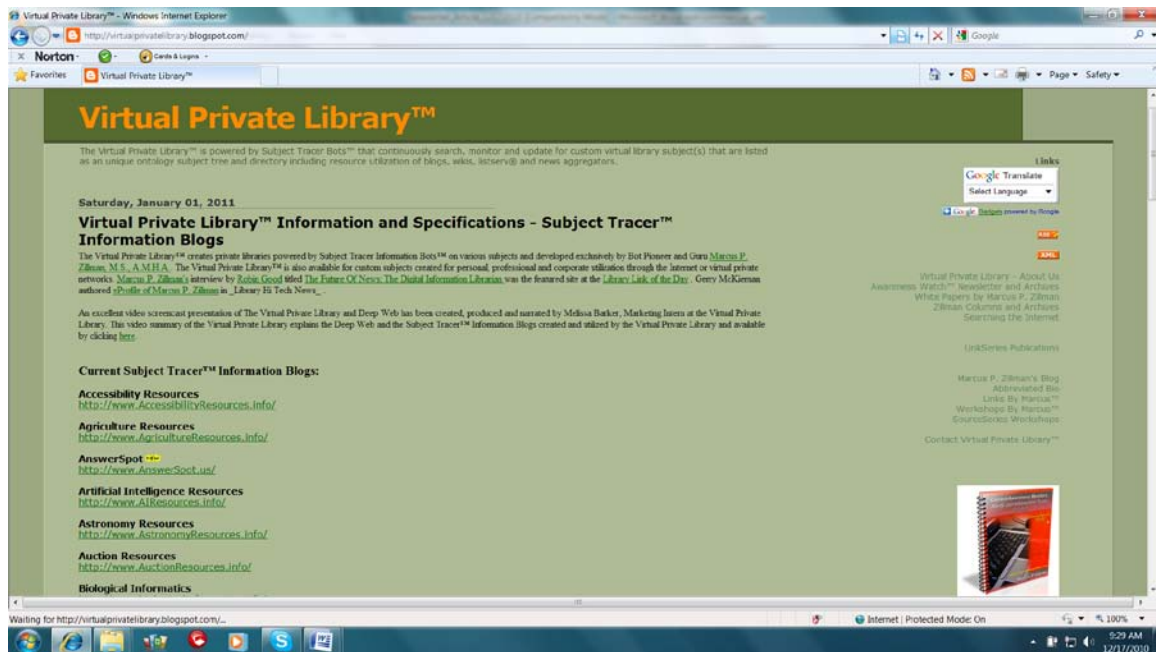 Virtual Private Library™ - Windows Internet Explorer
http://virtualprivatelibrary.blogspot.com/
Google
Norton
Cards & Logins
Favorites
Virtual Private Library™
Page Safety
Virtual Private Library™
The Virtual Private Library™ is powered by Subject Tracer Bots™ that continuously search, monitor and update for custom virtual library subject(s) that are listed
as an unique ontology subject tree and directory including resource utilization of blogs, wikis, listserv® and news aggregators.
Saturday, January 01, 2011
Virtual Private Library™ Information and Specifications - Subject Tracer™
Information Blogs
The Virtual Private Library™ creates private libraries powered by Subject Tracer Information Bots™ on various subjects and developed exclusively by Bot Pioneer and Guru Marcus P.
Zillman, M.S., A.M.H.A. The Virtual Private Library™ is also available for custom subjects created for personal, professional and corporate utilization through the Internet or virtual private
networks. Marcus P. Zillman's interview by Robin Good titled The Future Of News: The Digital Information Librarian was the featured site at the Library Link of the Day. Gerry McKiernan
authored eProfile of Marcus P. Zillman in _Library Hi Tech News_.
An excellent video screencast presentation of The Virtual Private Library and Deep Web has been created, produced and narrated by Melissa Barker, Marketing Intern at the Virtual Private
Library. This video summary of the Virtual Private Library explains the Deep Web and the Subject Tracer™ Information Blogs created and utilized by the Virtual Private Library and available
by clicking here.
Current Subject Tracer™ Information Blogs:
Accessibility Resources
http://www.AccessibilityResources.info/
Agriculture Resources
http://www.AgricultureResources.info/
AnswerSpot
http://www.AnswerSpot.us/
Artificial Intelligence Resources
http://www.AIResources.info/
Astronomy Resources
http://www.AstronomyResources.info/
Auction Resources
http://www.AuctionResources.info/
Biological Informatics
Links
Google Translate
Select Language
Google Gadgets powered by Google
XML
Virtual Private Library - About Us
Awareness Watch™ Newsletter and Archives
White Papers by Marcus P. Zillman
Zillman Columns and Archives
Searching the Internet
LinkSeries Publications
Marcus P. Zillman's Blog
Abbreviated Bio
Links By Marcus™
Workshops By Marcus™
SourceSeries Workshops
Contact Virtual Private Library™
Waiting for http://virtualprivatelibrary.blogspot.com/...
Internet | Protected Mode: On
100%
9:29 AM
12/17/2010